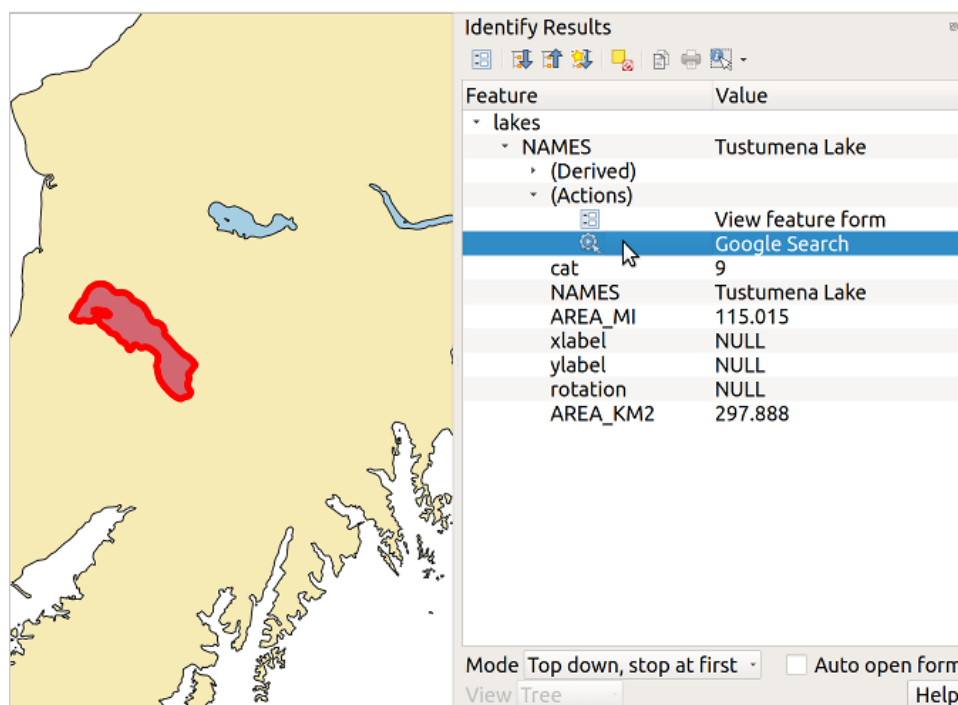 Identify Results
Feature Value
lakes
NAMES Tustumena Lake
(Derived)
(Actions)
View feature form
Google Search
cat 9
NAMES Tustumena Lake
AREA_MI 115.015
xlabel NULL
ylabel NULL
rotation NULL
AREA_KM2 297.888
Mode Top down, stop at first Auto open form
View Tree Help